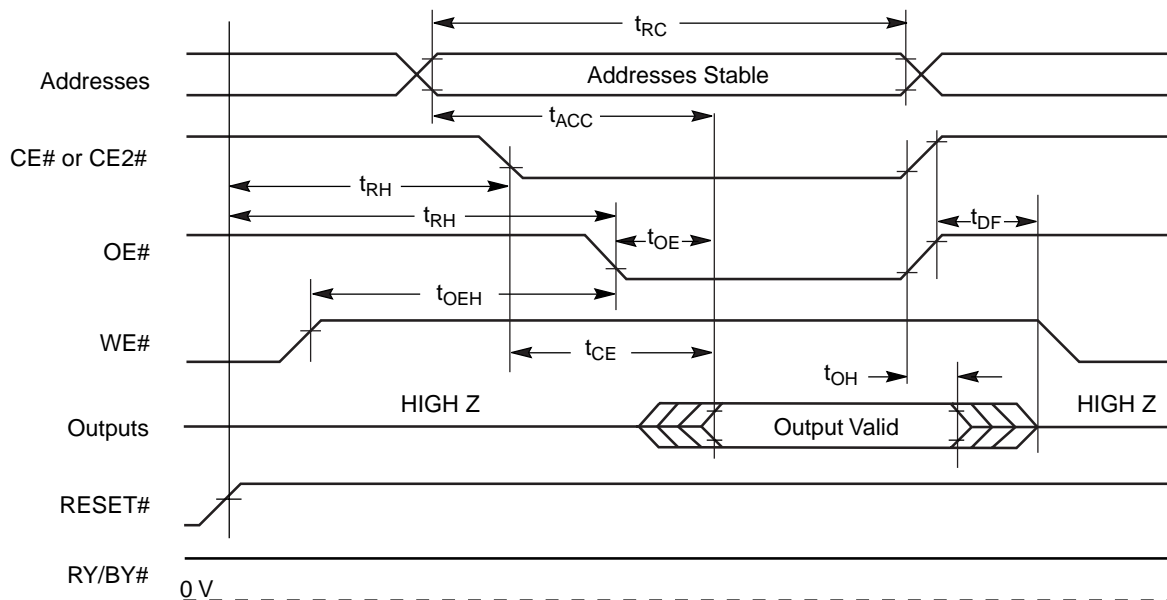 tRC
Addresses
Addresses Stable
tACC
CE# or CE2#
tRH
tRH
tOE
tDF
OE#
tOEH
WE#
tCE
tOH
HIGH Z
HIGH Z
Outputs
Output Valid
RESET#
RY/BY#
0 V